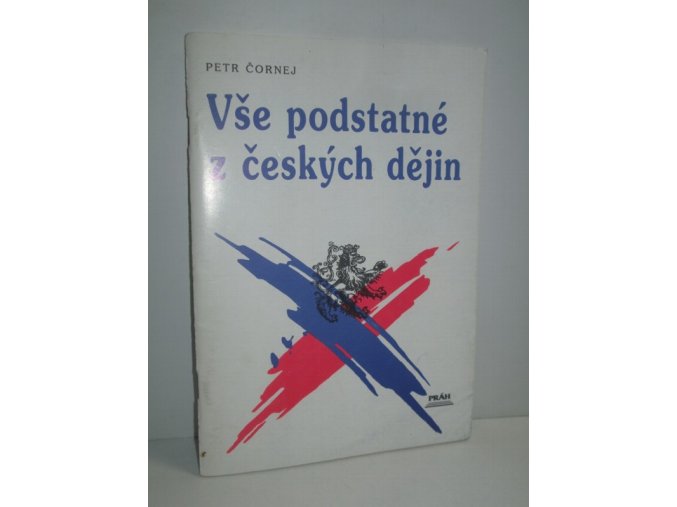 PETR ČORNEJ
Vše podstatné
z českých dějin
PRÁH